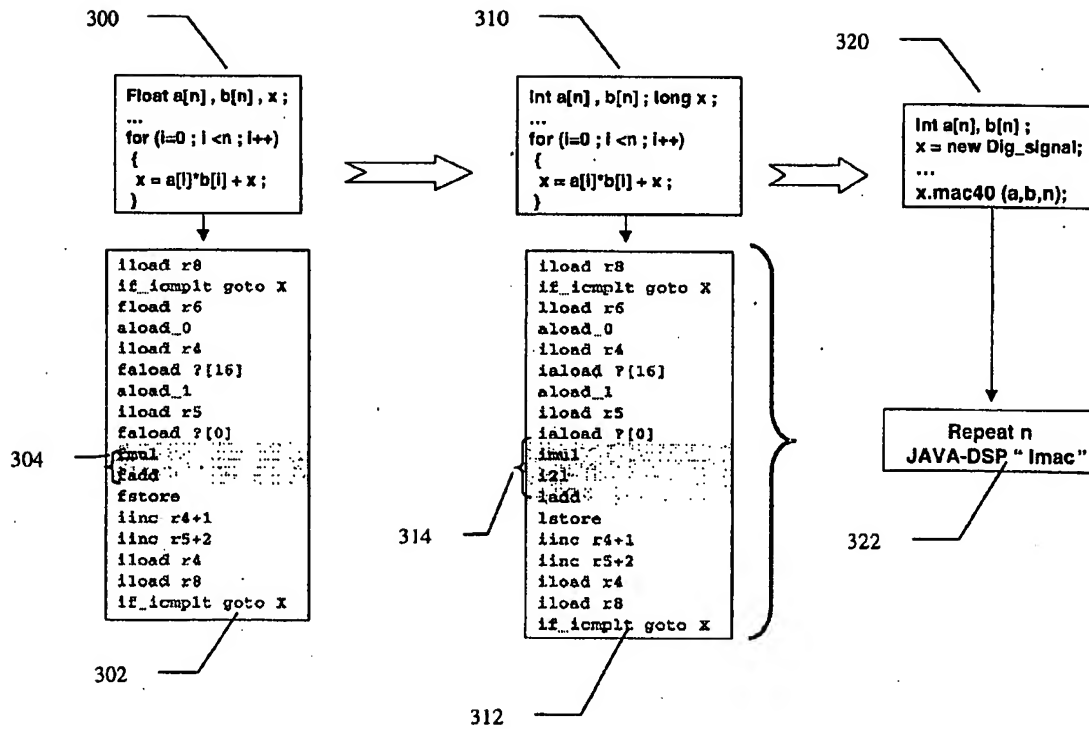 300
310
320
Float a[n] , b[n] , x ;
...
for (i=0 ; i <n ; i++)
{
x = a[i]*b[i] + x ;
}
Int a[n] , b[n] ; long x ;
...
for (i=0 ; i <n ; i++)
{
x = a[i]*b[i] + x ;
}
Int a[n], b[n] ;
x = new Dig_signal;
...
x.mac40 (a,b,n);
iload r8
if_icmplt goto X
fload r6
aload_0
iload r4
faload ?[16]
aload_1
iload r5
faload ?[0]
fmul
fadd
fstore
iinc r4+1
iinc r5+2
iload r4
iload r8
if_icmplt goto X
304
302
iload r8
if_icmplt goto X
lload r6
aload_0
iload r4
iaload ?[16]
aload_1
iload r5
iaload ?[0]
imul
i2l
ladd
lstore
iinc r4+1
iinc r5+2
iload r4
iload r8
if_icmplt goto X
314
312
Repeat n
JAVA-DSP " lmac"
322